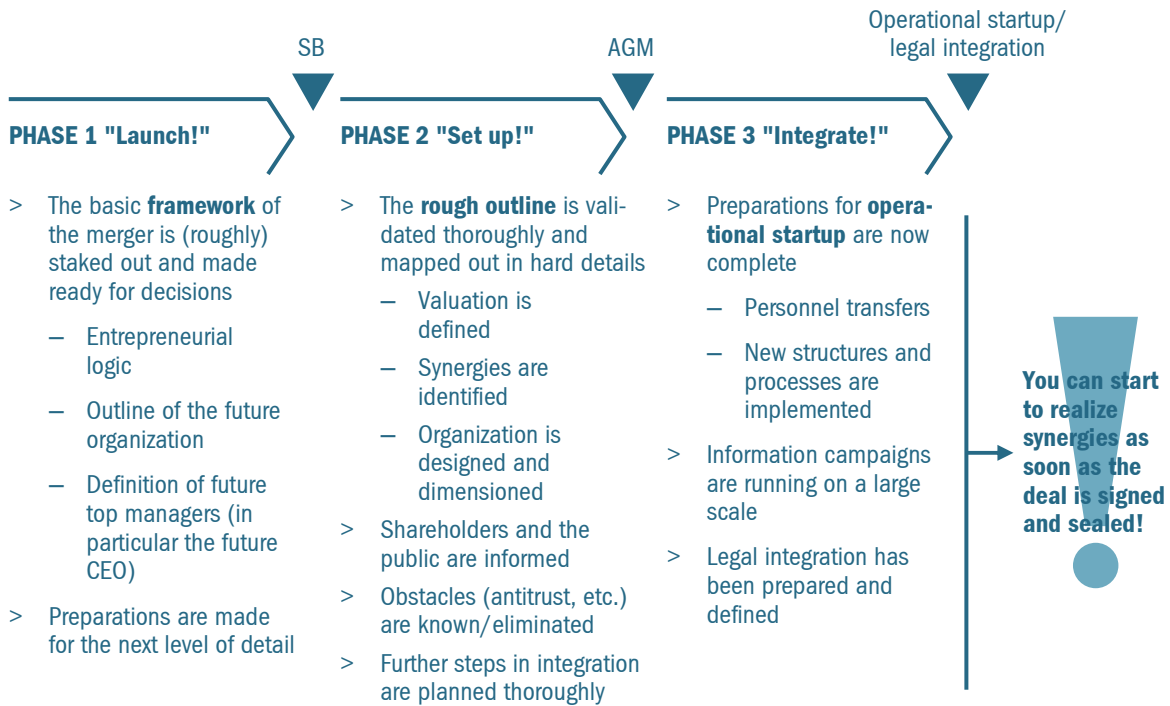 Operational startup/
legal integration
SB
AGM
PHASE 1 "Launch!"
PHASE 2 "Set up!"
PHASE 3 "Integrate!"
> The basic framework of
the merger is (roughly)
staked out and made
ready for decisions
– Entrepreneurial
logic
– Outline of the future
organization
– Definition of future
top managers (in
particular the future
CEO)
> Preparations are made
for the next level of detail
> The rough outline is vali-
dated thoroughly and
mapped out in hard details
– Valuation is
defined
– Synergies are
identified
– Organization is
designed and
dimensioned
> Shareholders and the
public are informed
> Obstacles (antitrust, etc.)
are known/eliminated
> Further steps in integration
are planned thoroughly
> Preparations for opera-
tional startup are now
complete
– Personnel transfers
– New structures and
processes are
implemented
> Information campaigns
are running on a large
scale
> Legal integration has
been prepared and
defined
You can start
to realize
synergies as
soon as the
deal is signed
and sealed!